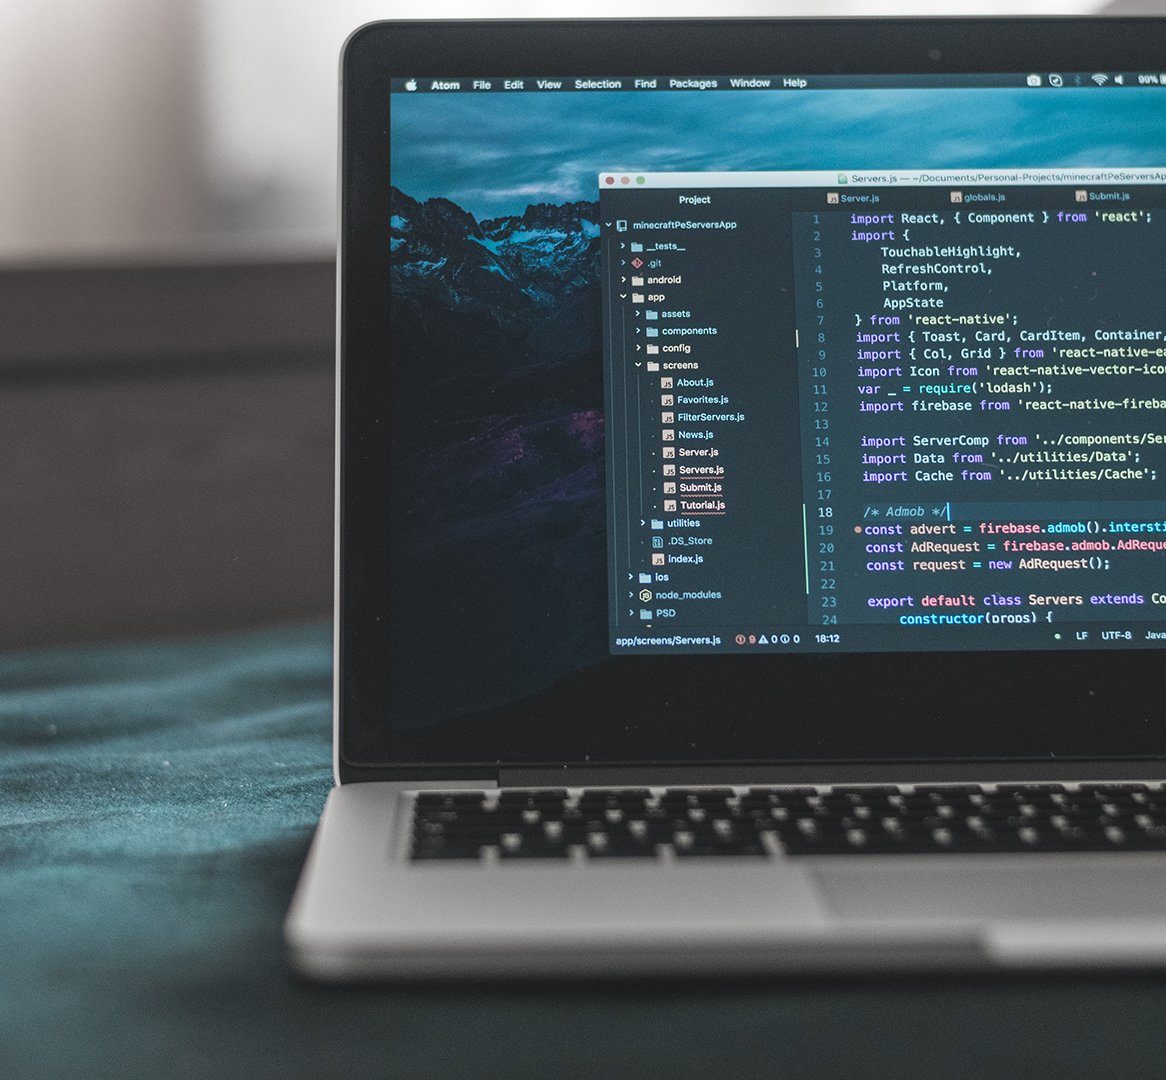 Atom File Edit View Selection Find Packages Window Help 99%
Servers.js — ~/Documents/Personal-Projects/minecraftPeServersAp
Project
minecraftPeServersApp
__tests__
.git
android
app
assets
components
config
screens
About.js
Favorites.js
FilterServers.js
News.js
Server.js
Servers.js
Submit.js
Tutorial.js
utilities
.DS_Store
index.js
ios
node_modules
PSD
Server.js globals.js Submit.js
1 import React, { Component } from 'react';
2 import {
3 TouchableHighlight,
4 RefreshControl,
5 Platform,
6 AppState
7 } from 'react-native';
8 import { Toast, Card, CardItem, Container,
9 import { Col, Grid } from 'react-native-ea
10 import Icon from 'react-native-vector-ico
11 var _ = require('lodash');
12 import firebase from 'react-native-fireba
13
14 import ServerComp from '../components/Ser
15 import Data from '../utilities/Data';
16 import Cache from '../utilities/Cache';
17
18 /* Admob */
19 const advert = firebase.admob().intersti
20 const AdRequest = firebase.admob.AdReque
21 const request = new AdRequest();
22
23 export default class Servers extends Co
24 constructor(props) {
app/screens/Servers.js 9 0 0 18:12 LF UTF-8 Java